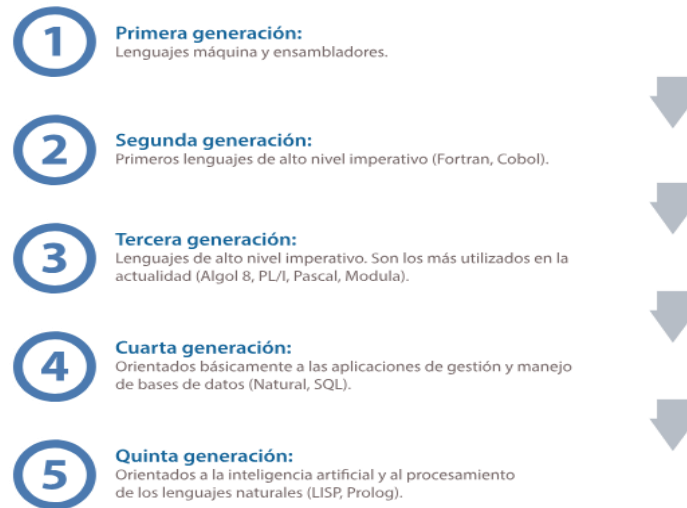 1
Primera generación:
Lenguajes máquina y ensambladores.
2
Segunda generación:
Primeros lenguajes de alto nivel imperativo (Fortran, Cobol).
3
Tercera generación:
Lenguajes de alto nivel imperativo. Son los más utilizados en la
actualidad (Algol 8, PL/I, Pascal, Modula).
4
Cuarta generación:
Orientados básicamente a las aplicaciones de gestión y manejo
de bases de datos (Natural, SQL).
5
Quinta generación:
Orientados a la inteligencia artificial y al procesamiento
de los lenguajes naturales (LISP, Prolog).